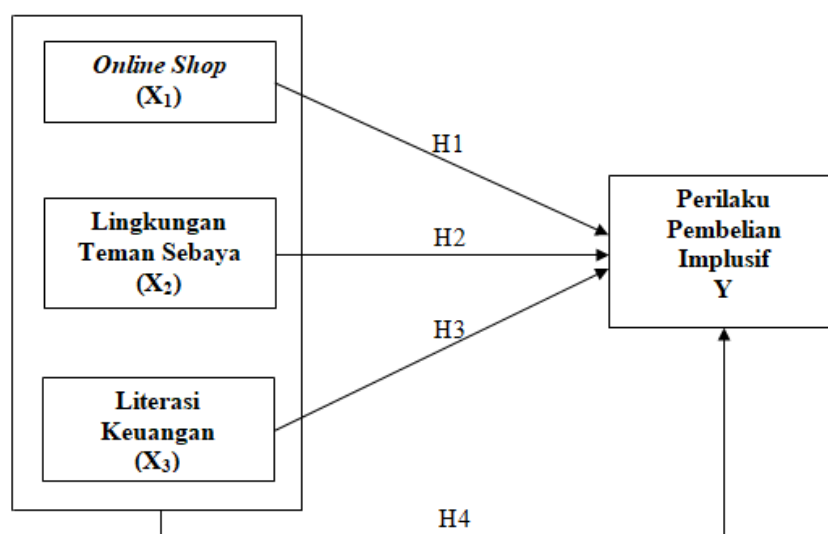 Online Shop
(X₁)
H1
Lingkungan
Teman Sebaya
(X₂)
H2
Perilaku
Pembelian
Implusif
Y
H3
Literasi
Keuangan
(X₃)
H4